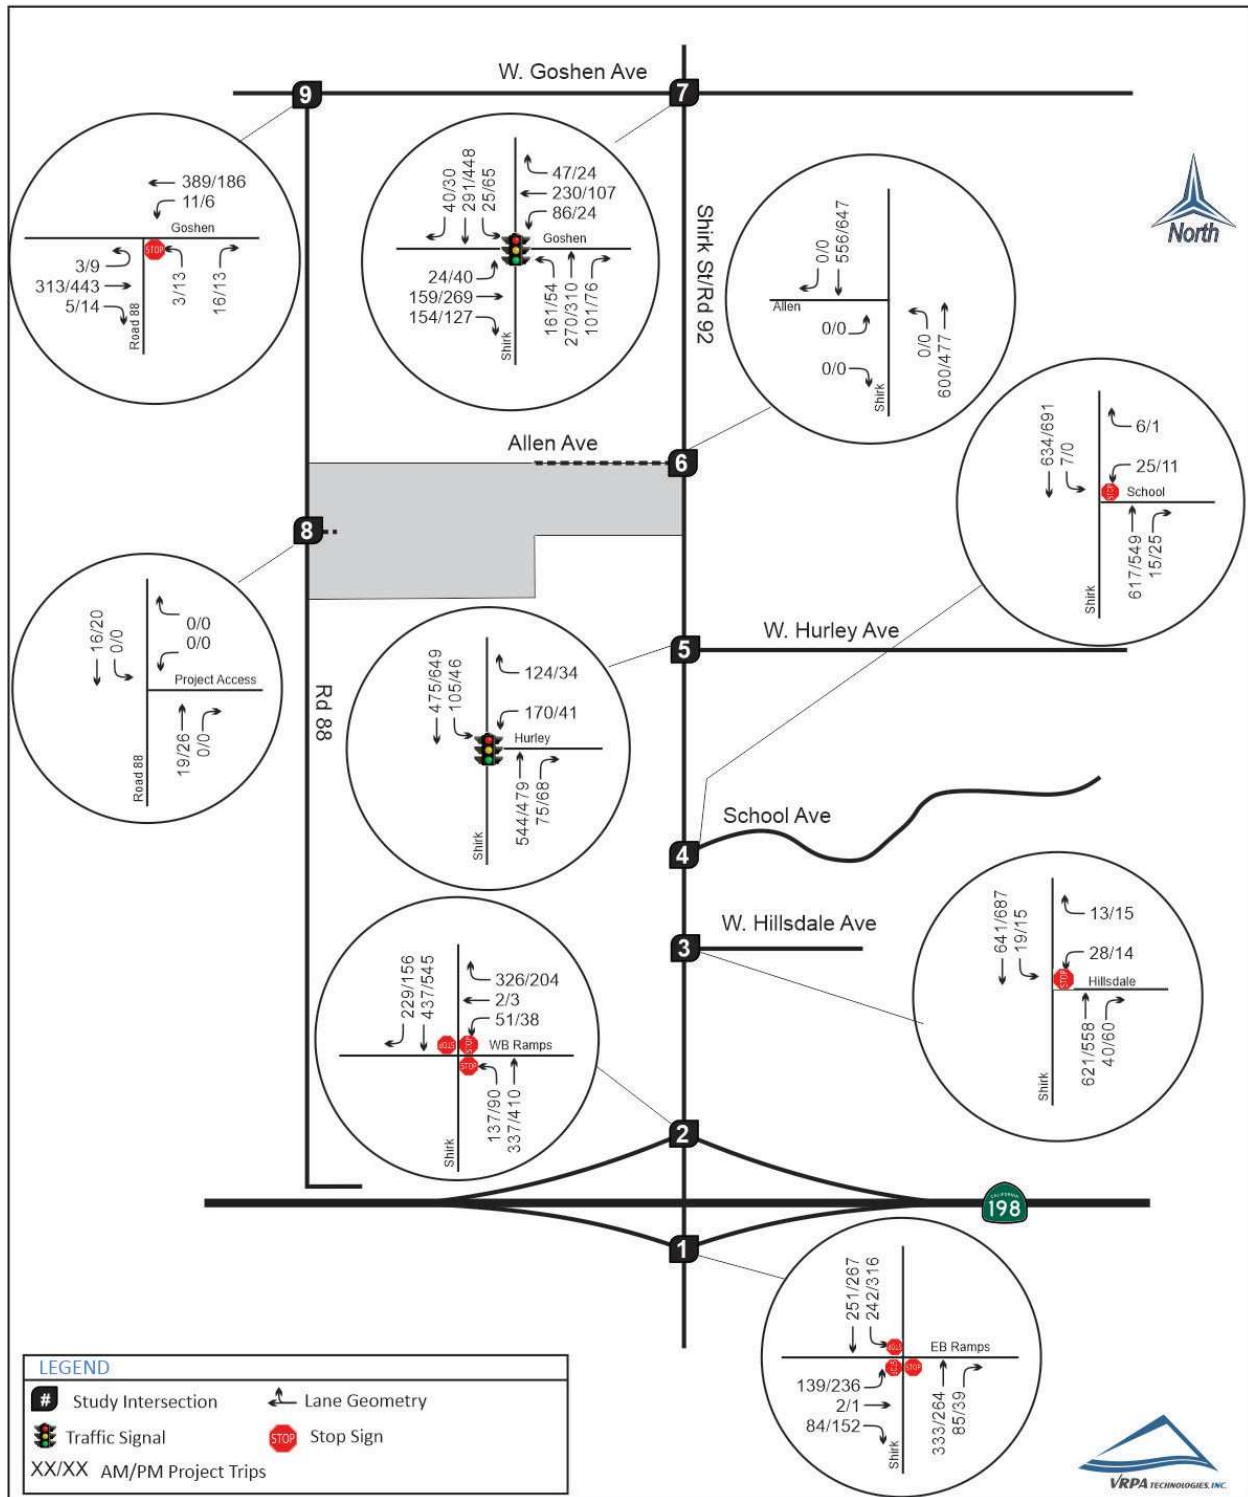 W. Goshen Ave
9
7
389/186
11/6
Goshen
STOP
3/9
313/443
5/14
3/13
16/13
Road 88
40/30
291/448
25/65
47/24
230/107
86/24
Goshen
24/40
159/269
154/127
161/54
270/310
101/76
Shirk
Shirk St/Rd 92
0/0
556/647
Allen
0/0
0/0
0/0
600/477
Shirk
North
Allen Ave
6
634/691
7/0
6/1
25/11
STOP
School
617/549
15/25
Shirk
8
16/20
0/0
0/0
0/0
Project Access
19/26
0/0
Road 88
Rd 88
W. Hurley Ave
5
475/649
105/46
124/34
170/41
Hurley
544/479
75/68
Shirk
School Ave
4
W. Hillsdale Ave
3
641/687
19/15
13/15
28/14
STOP
Hillsdale
621/558
40/60
Shirk
229/156
437/545
326/204
2/3
51/38
STOP
STOP
WB Ramps
STOP
137/90
337/410
Shirk
2
CALIFORNIA
198
1
251/267
242/316
STOP
EB Ramps
STOP
STOP
139/236
2/1
84/152
333/264
85/39
Shirk
LEGEND
# Study Intersection
Lane Geometry
Traffic Signal
STOP Stop Sign
XX/XX AM/PM Project Trips
VRPA TECHNOLOGIES, INC.